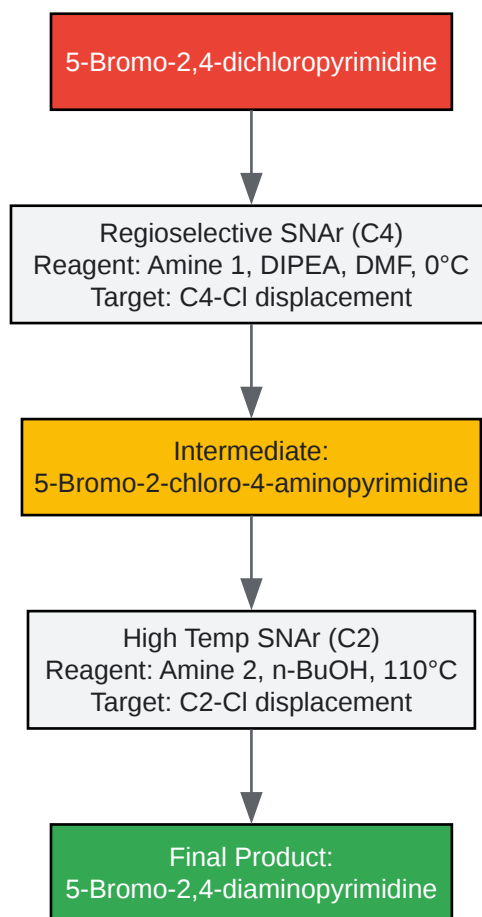 5-Bromo-2,4-dichloropyrimidine
Regioselective SNAr (C4)
Reagent: Amine 1, DIPEA, DMF, 0°C
Target: C4-Cl displacement
Intermediate:
5-Bromo-2-chloro-4-aminopyrimidine
High Temp SNAr (C2)
Reagent: Amine 2, n-BuOH, 110°C
Target: C2-Cl displacement
Final Product:
5-Bromo-2,4-diaminopyrimidine